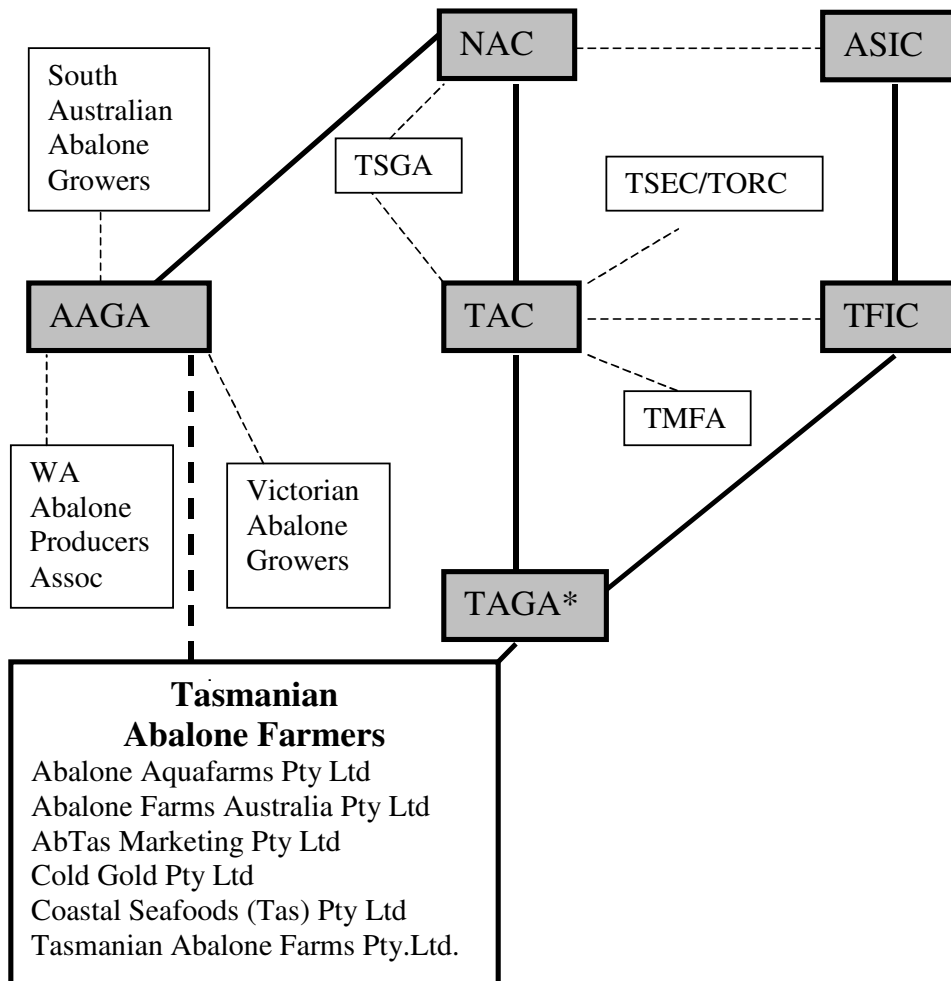 NAC
ASIC
South
Australian
Abalone
Growers
TSGA
TSEC/TORC
AAGA
TAC
TFIC
TMFA
WA
Abalone
Producers
Assoc
Victorian
Abalone
Growers
TAGA*
Tasmanian
Abalone Farmers
Abalone Aquafarms Pty Ltd
Abalone Farms Australia Pty Ltd
AbTas Marketing Pty Ltd
Cold Gold Pty Ltd
Coastal Seafoods (Tas) Pty Ltd
Tasmanian Abalone Farms Pty.Ltd.